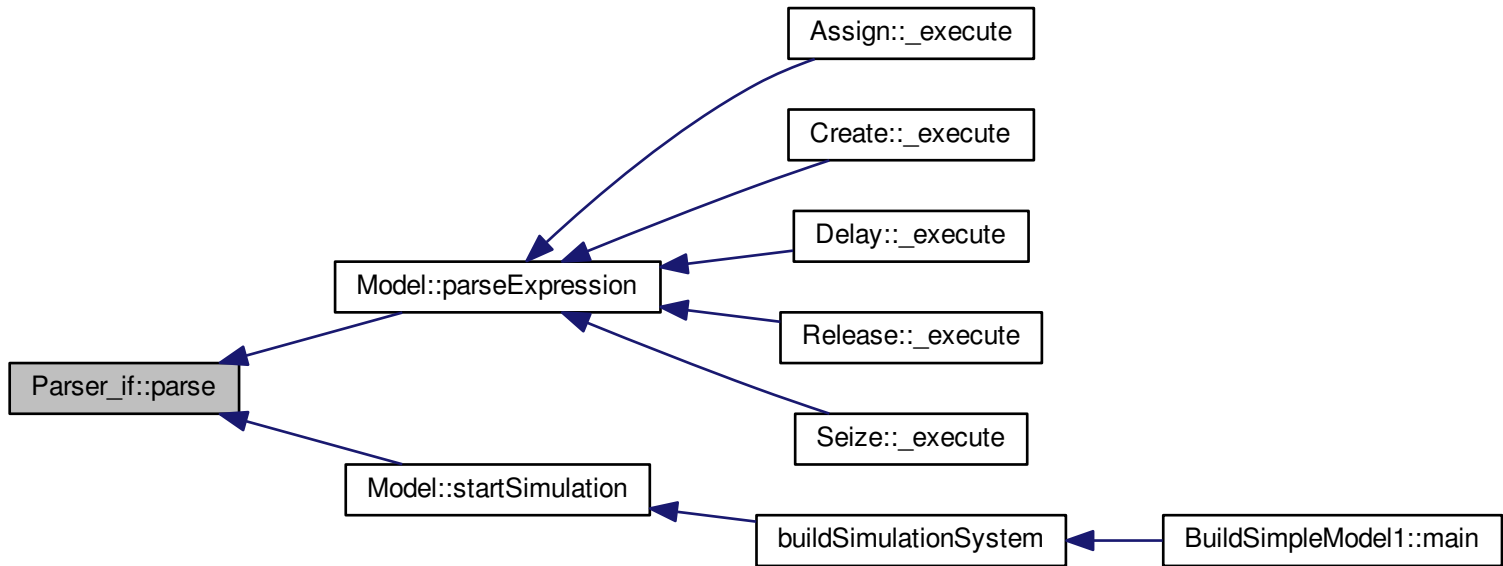 Assign::_execute
Create::_execute
Delay::_execute
Model::parseExpression
Release::_execute
Parser_if::parse
Seize::_execute
Model::startSimulation
buildSimulationSystem
BuildSimpleModel1::main